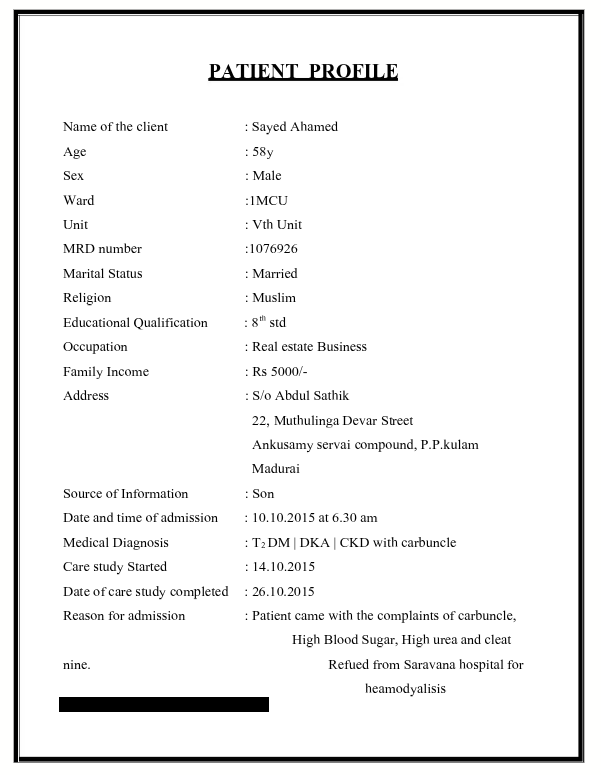 PATIENT PROFILE
Name of the client : Sayed Ahamed
Age : 58y
Sex : Male
Ward :1MCU
Unit : Vth Unit
MRD number :1076926
Marital Status : Married
Religion : Muslim
Educational Qualification : 8th std
Occupation : Real estate Business
Family Income : Rs 5000/-
Address : S/o Abdul Sathik
22, Muthulinga Devar Street
Ankusamy servai compound, P.P.kulam
Madurai
Source of Information : Son
Date and time of admission : 10.10.2015 at 6.30 am
Medical Diagnosis : T2 DM | DKA | CKD with carbuncle
Care study Started : 14.10.2015
Date of care study completed : 26.10.2015
Reason for admission : Patient came with the complaints of carbuncle,
High Blood Sugar, High urea and cleat
nine. Refued from Saravana hospital for
heamodyalisis